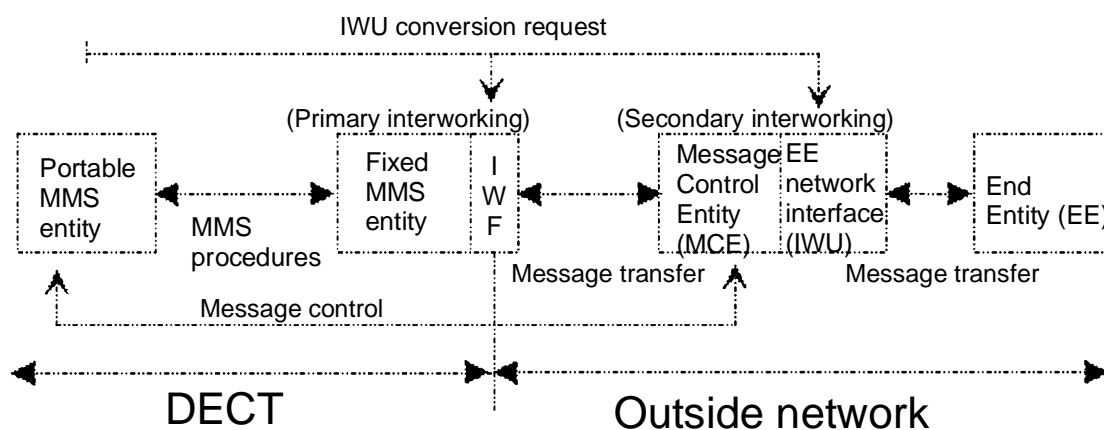 IWU conversion request
(Primary interworking)
(Secondary interworking)
Portable
MMS
entity
MMS
procedures
Fixed
MMS
entity
I
W
F
Message
Control
Entity
(MCE)
EE
network
interface
(IWU)
End
Entity (EE)
Message transfer
Message transfer
Message control
DECT
Outside network